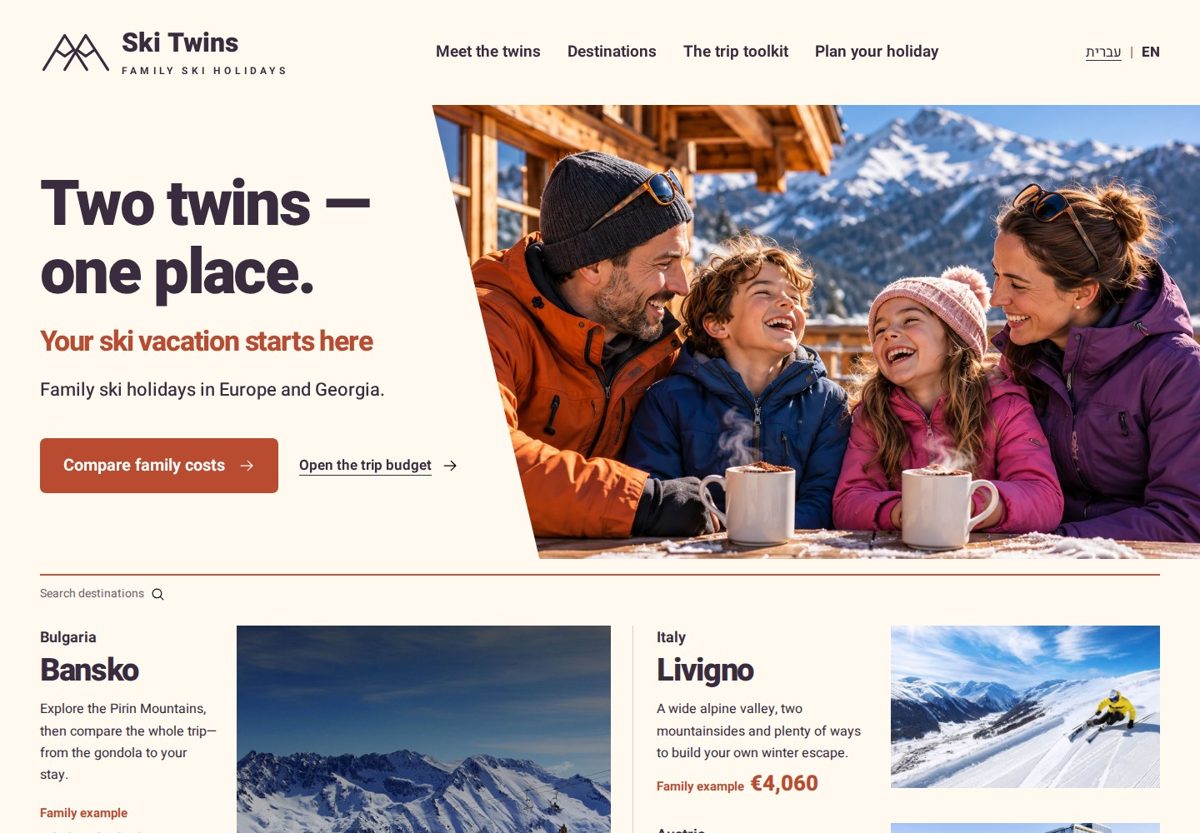 Ski Twins
FAMILY SKI HOLIDAYS
Meet the twins
Destinations
The trip toolkit
Plan your holiday
עברית | EN
Two twins —
one place.
Your ski vacation starts here
Family ski holidays in Europe and Georgia.
Compare family costs →
Open the trip budget →
Search destinations
Bulgaria
Bansko
Explore the Pirin Mountains,
then compare the whole trip—
from the gondola to your
stay.
Family example
Italy
Livigno
A wide alpine valley, two
mountainsides and plenty of ways
to build your own winter escape.
Family example €4,060